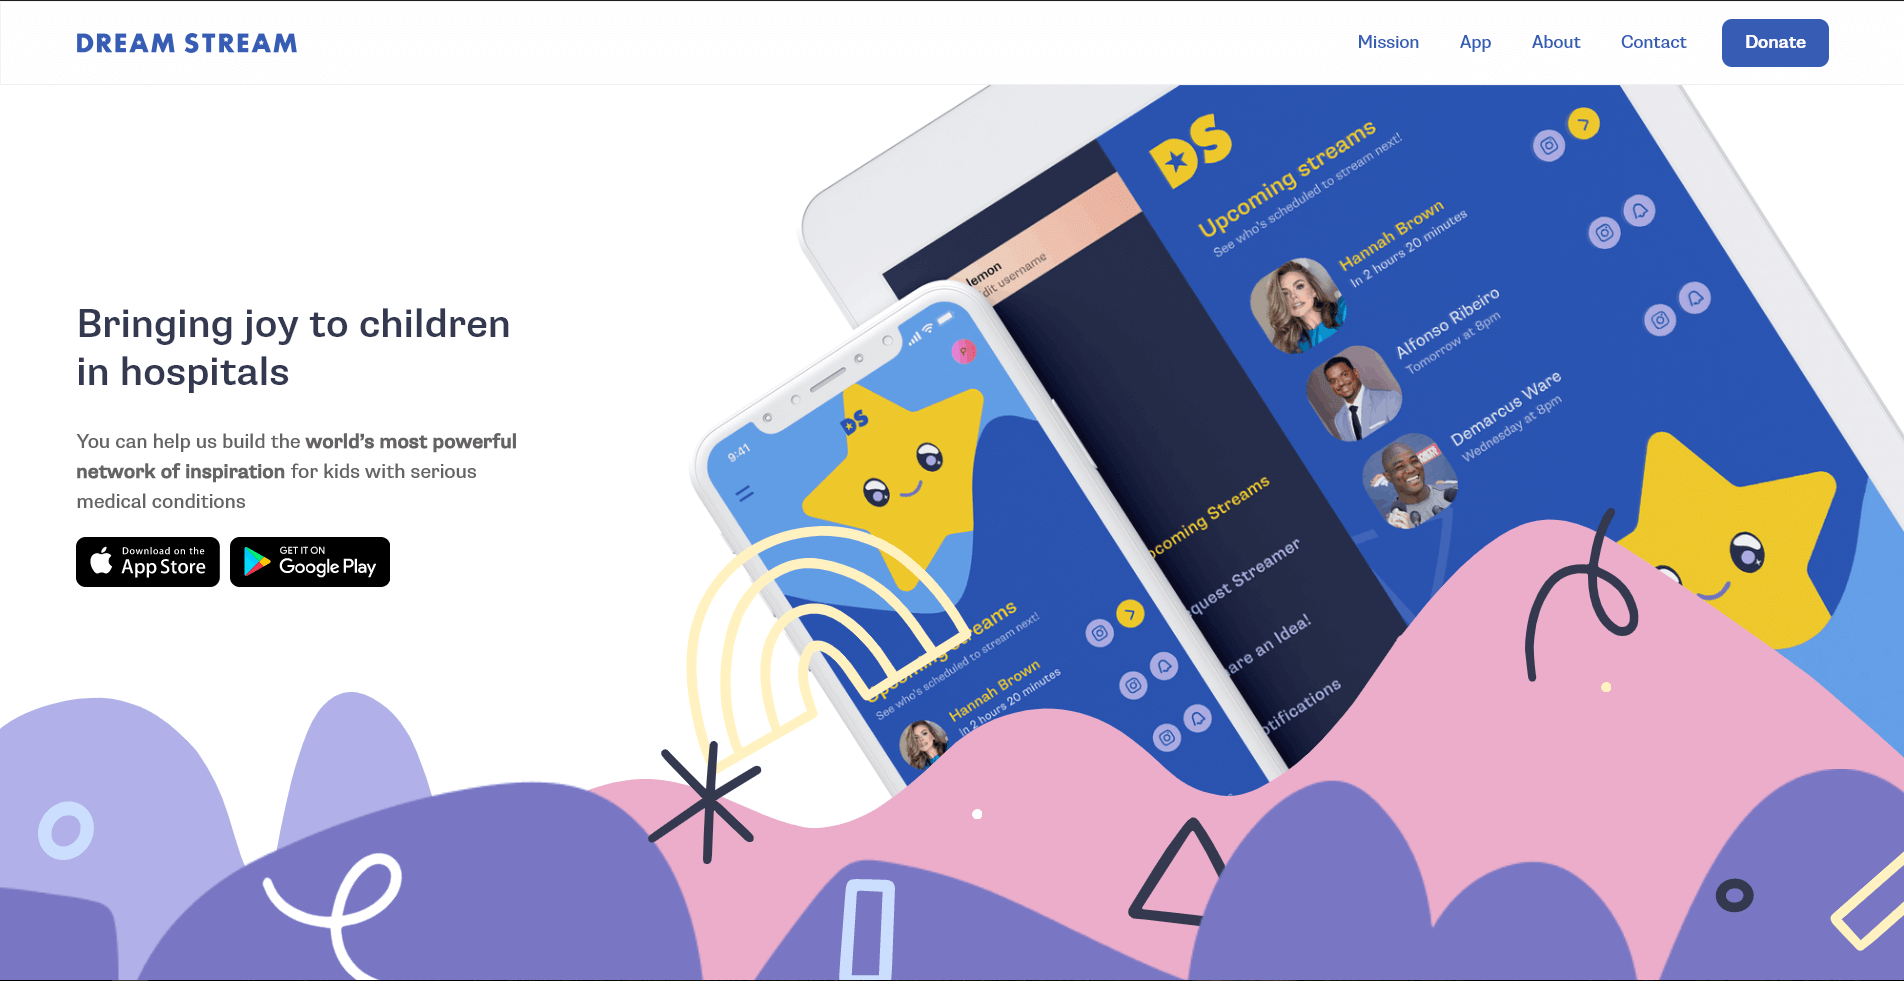 DREAM STREAM
Mission
App
About
Contact
Donate
Bringing joy to children
in hospitals
You can help us build the world's most powerful
network of inspiration for kids with serious
medical conditions
Download on the
App Store
GET IT ON
Google Play
DS
Upcoming streams
See who's scheduled to stream next!
Hannah Brown
In 2 hours 20 minutes
Alfonso Ribeiro
Tomorrow at 8pm
Demarcus Ware
Wednesday at 8pm
lemon
dit username
pcoming Streams
quest Streamer
are an Idea!
otifications
9:41
DS
Upcoming streams
See who's scheduled to stream next!
Hannah Brown
In 2 hours 20 minutes